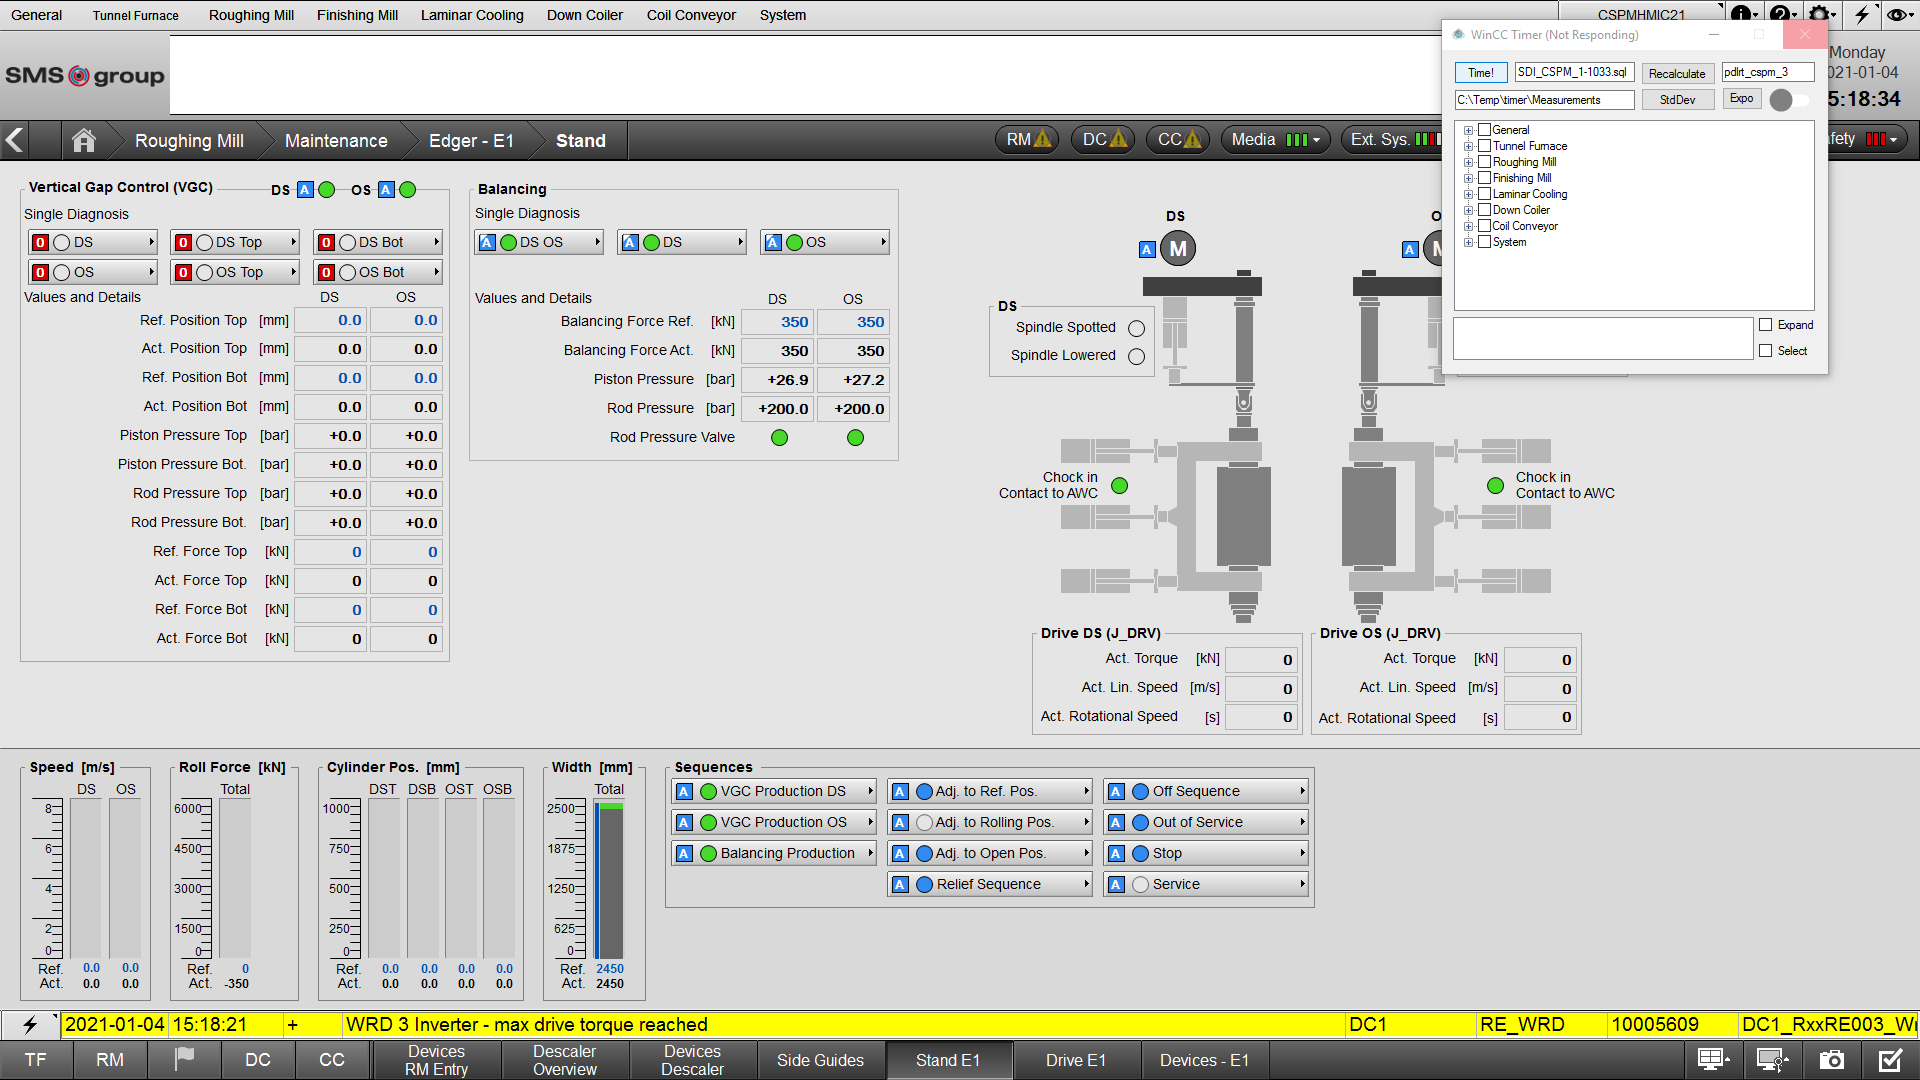 General Tunnel Furnace Roughing Mill Finishing Mill Laminar Cooling Down Coiler Coil Conveyor System CSPMHMIC21
SMS group
Monday
021-01-04
5:18:34
WinCC Timer (Not Responding)
Time! SDI_CSPM_1-1033.sql Recalculate pdlrt_cspm_3
C:\Temp\timer\Measurements StdDev Expo
General
Tunnel Furnace
Roughing Mill
Finishing Mill
Laminar Cooling
Down Coiler
Coil Conveyor
System
Expand
Select
Roughing Mill Maintenance Edger - E1 Stand RM DC CC Media Ext. Sys. fety
Vertical Gap Control (VGC) DS A OS A
Single Diagnosis
0 DS 0 DS Top 0 DS Bot
0 OS 0 OS Top 0 OS Bot
Values and Details DS OS
Ref. Position Top [mm] 0.0 0.0
Act. Position Top [mm] 0.0 0.0
Ref. Position Bot [mm] 0.0 0.0
Act. Position Bot [mm] 0.0 0.0
Piston Pressure Top [bar] +0.0 +0.0
Piston Pressure Bot. [bar] +0.0 +0.0
Rod Pressure Top [bar] +0.0 +0.0
Rod Pressure Bot. [bar] +0.0 +0.0
Ref. Force Top [kN] 0 0
Act. Force Top [kN] 0 0
Ref. Force Bot [kN] 0 0
Act. Force Bot [kN] 0 0
Balancing
Single Diagnosis
A DS OS A DS A OS
Values and Details DS OS
Balancing Force Ref. [kN] 350 350
Balancing Force Act. [kN] 350 350
Piston Pressure [bar] +26.9 +27.2
Rod Pressure [bar] +200.0 +200.0
Rod Pressure Valve
DS O
A M A M
DS
Spindle Spotted
Spindle Lowered
Chock in
Contact to AWC
Chock in
Contact to AWC
Drive DS (J_DRV)
Act. Torque [kN] 0
Act. Lin. Speed [m/s] 0
Act. Rotational Speed [s] 0
Drive OS (J_DRV)
Act. Torque [kN] 0
Act. Lin. Speed [m/s] 0
Act. Rotational Speed [s] 0
Speed [m/s]
DS OS
8
6
4
2
0
Ref. 0.0 0.0
Act. 0.0 0.0
Roll Force [kN]
Total
6000
4500
3000
1500
0
Ref. 0
Act. -350
Cylinder Pos. [mm]
DST DSB OST OSB
1000
750
500
250
0
Ref. 0.0 0.0 0.0 0.0
Act. 0.0 0.0 0.0 0.0
Width [mm]
Total
2500
1875
1250
625
0
Ref. 2450
Act. 2450
Sequences
A VGC Production DS A Adj. to Ref. Pos. A Off Sequence
A VGC Production OS A Adj. to Rolling Pos. A Out of Service
A Balancing Production A Adj. to Open Pos. A Stop
A Relief Sequence A Service
2021-01-04 15:18:21 + WRD 3 Inverter - max drive torque reached DC1 RE_WRD 10005609 DC1_RxxRE003_W
TF RM DC CC Devices RM Entry Descaler Overview Devices Descaler Side Guides Stand E1 Drive E1 Devices - E1